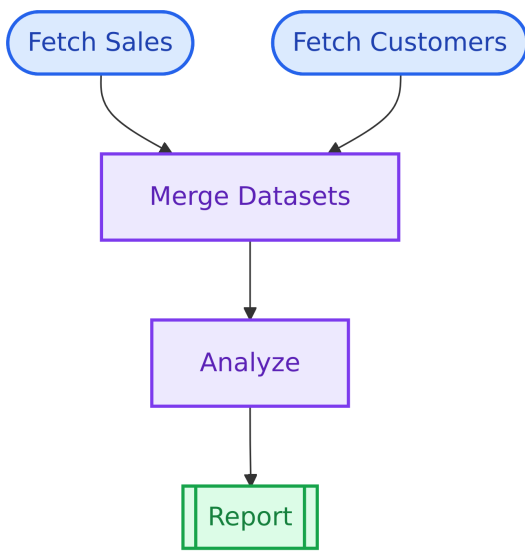 Fetch Sales
Fetch Customers
Merge Datasets
Analyze
Report